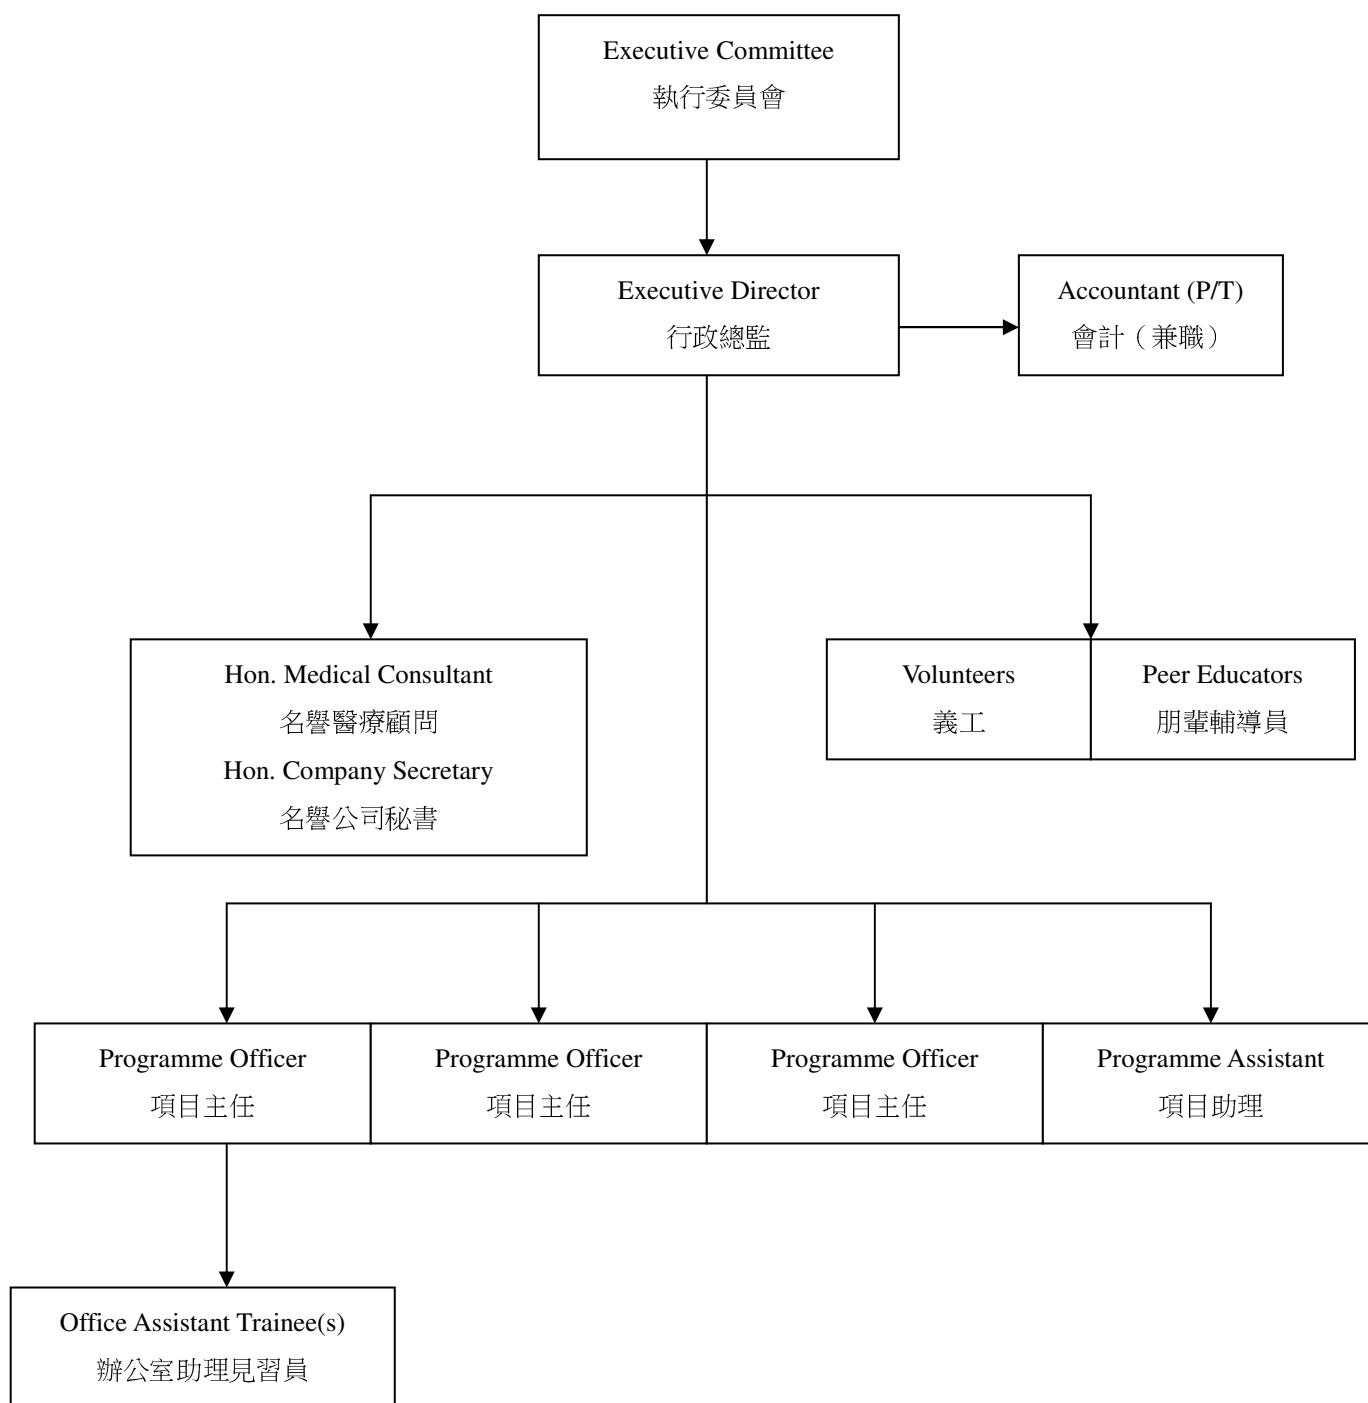 Executive Committee
執行委員會
Executive Director
行政總監
Accountant (P/T)
會計（兼職）
Hon. Medical Consultant
名譽醫療顧問
Hon. Company Secretary
名譽公司秘書
Volunteers
義工
Peer Educators
朋輩輔導員
Programme Officer
項目主任
Programme Officer
項目主任
Programme Officer
項目主任
Programme Assistant
項目助理
Office Assistant Trainee(s)
辦公室助理見習員